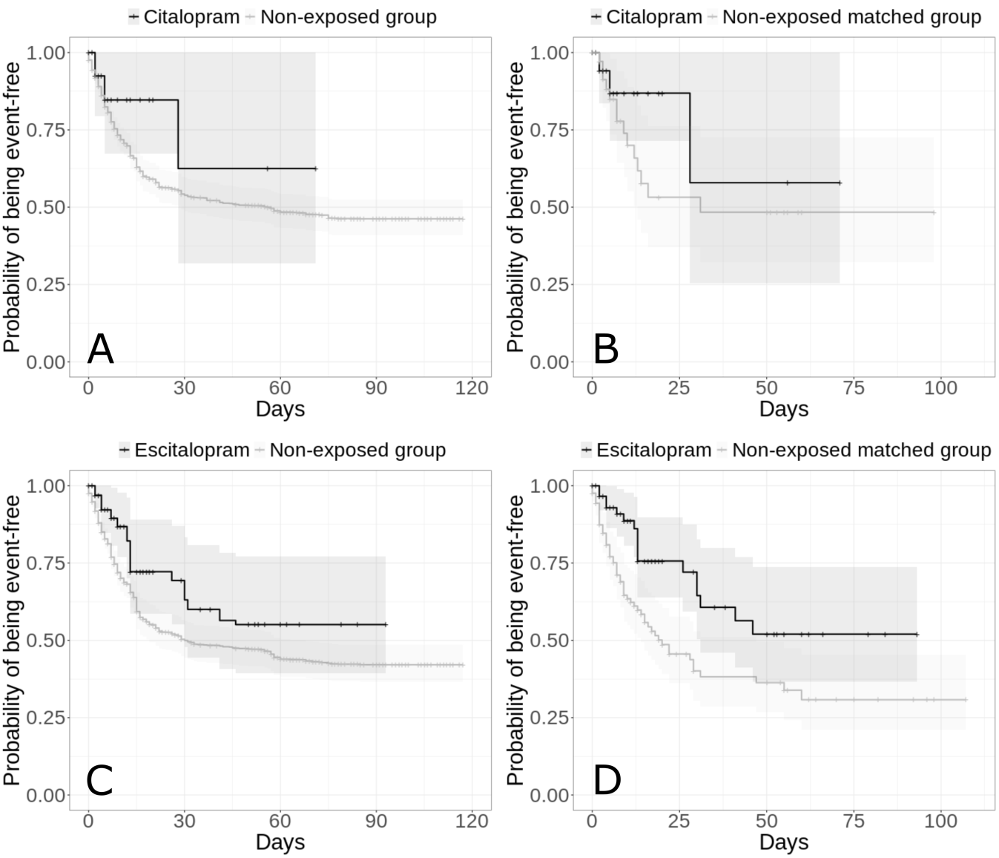 Citalopram Non-exposed group
Probability of being event-free
1.00
0.75
0.50
0.25
0.00
A
0 30 60 90 120
Days
Citalopram Non-exposed matched group
Probability of being event-free
1.00
0.75
0.50
0.25
0.00
B
0 25 50 75 100
Days
Escitalopram Non-exposed group
Probability of being event-free
1.00
0.75
0.50
0.25
0.00
C
0 30 60 90 120
Days
Escitalopram Non-exposed matched group
Probability of being event-free
1.00
0.75
0.50
0.25
0.00
D
0 25 50 75 100
Days